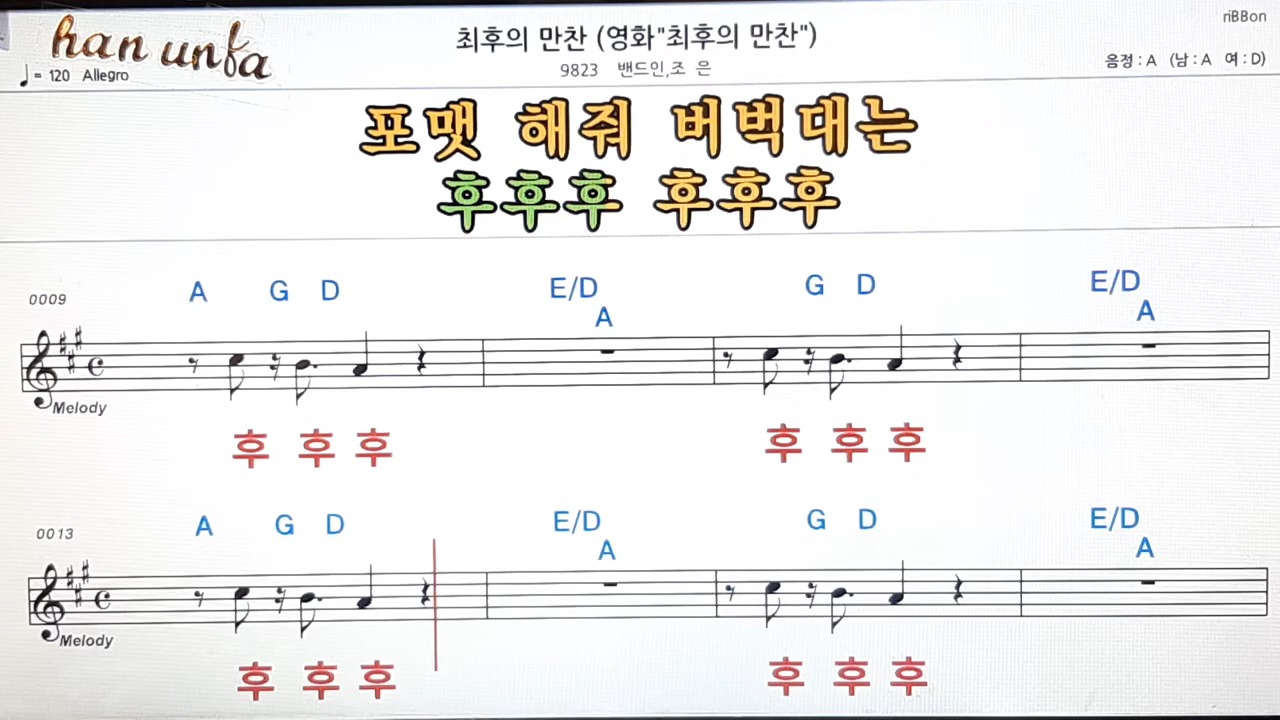 han unfa
riBBon
최후의 만찬 (영화"최후의 만찬")
♩= 120 Allegro
9823 밴드인,조 은
음정 : A (남 : A 여 : D)
포맷 해줘 버벅대는
후후후 후후후
0009
A G D E/D A G D E/D A
Melody
후 후 후 후 후 후
0013
A G D E/D A G D E/D A
Melody
후 후 후 후 후 후